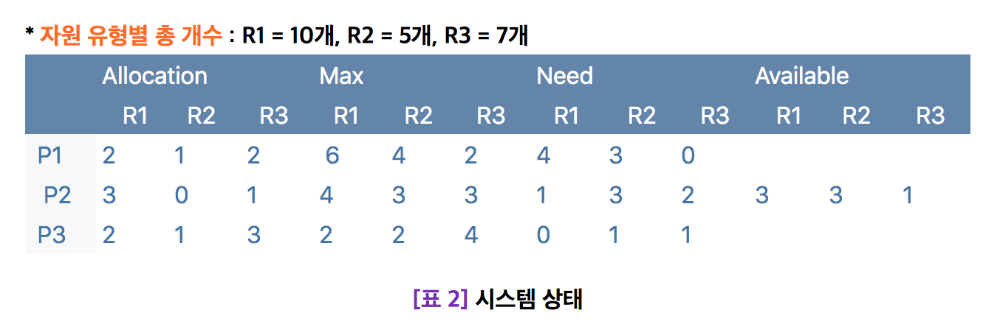 * 자원 유형별 총 개수 : R1 = 10개, R2 = 5개, R3 = 7개
Allocation Max Need Available
R1 R2 R3 R1 R2 R3 R1 R2 R3 R1 R2 R3
P1 2 1 2 6 4 2 4 3 0
P2 3 0 1 4 3 3 1 3 2 3 3 1
P3 2 1 3 2 2 4 0 1 1
[표 2] 시스템 상태